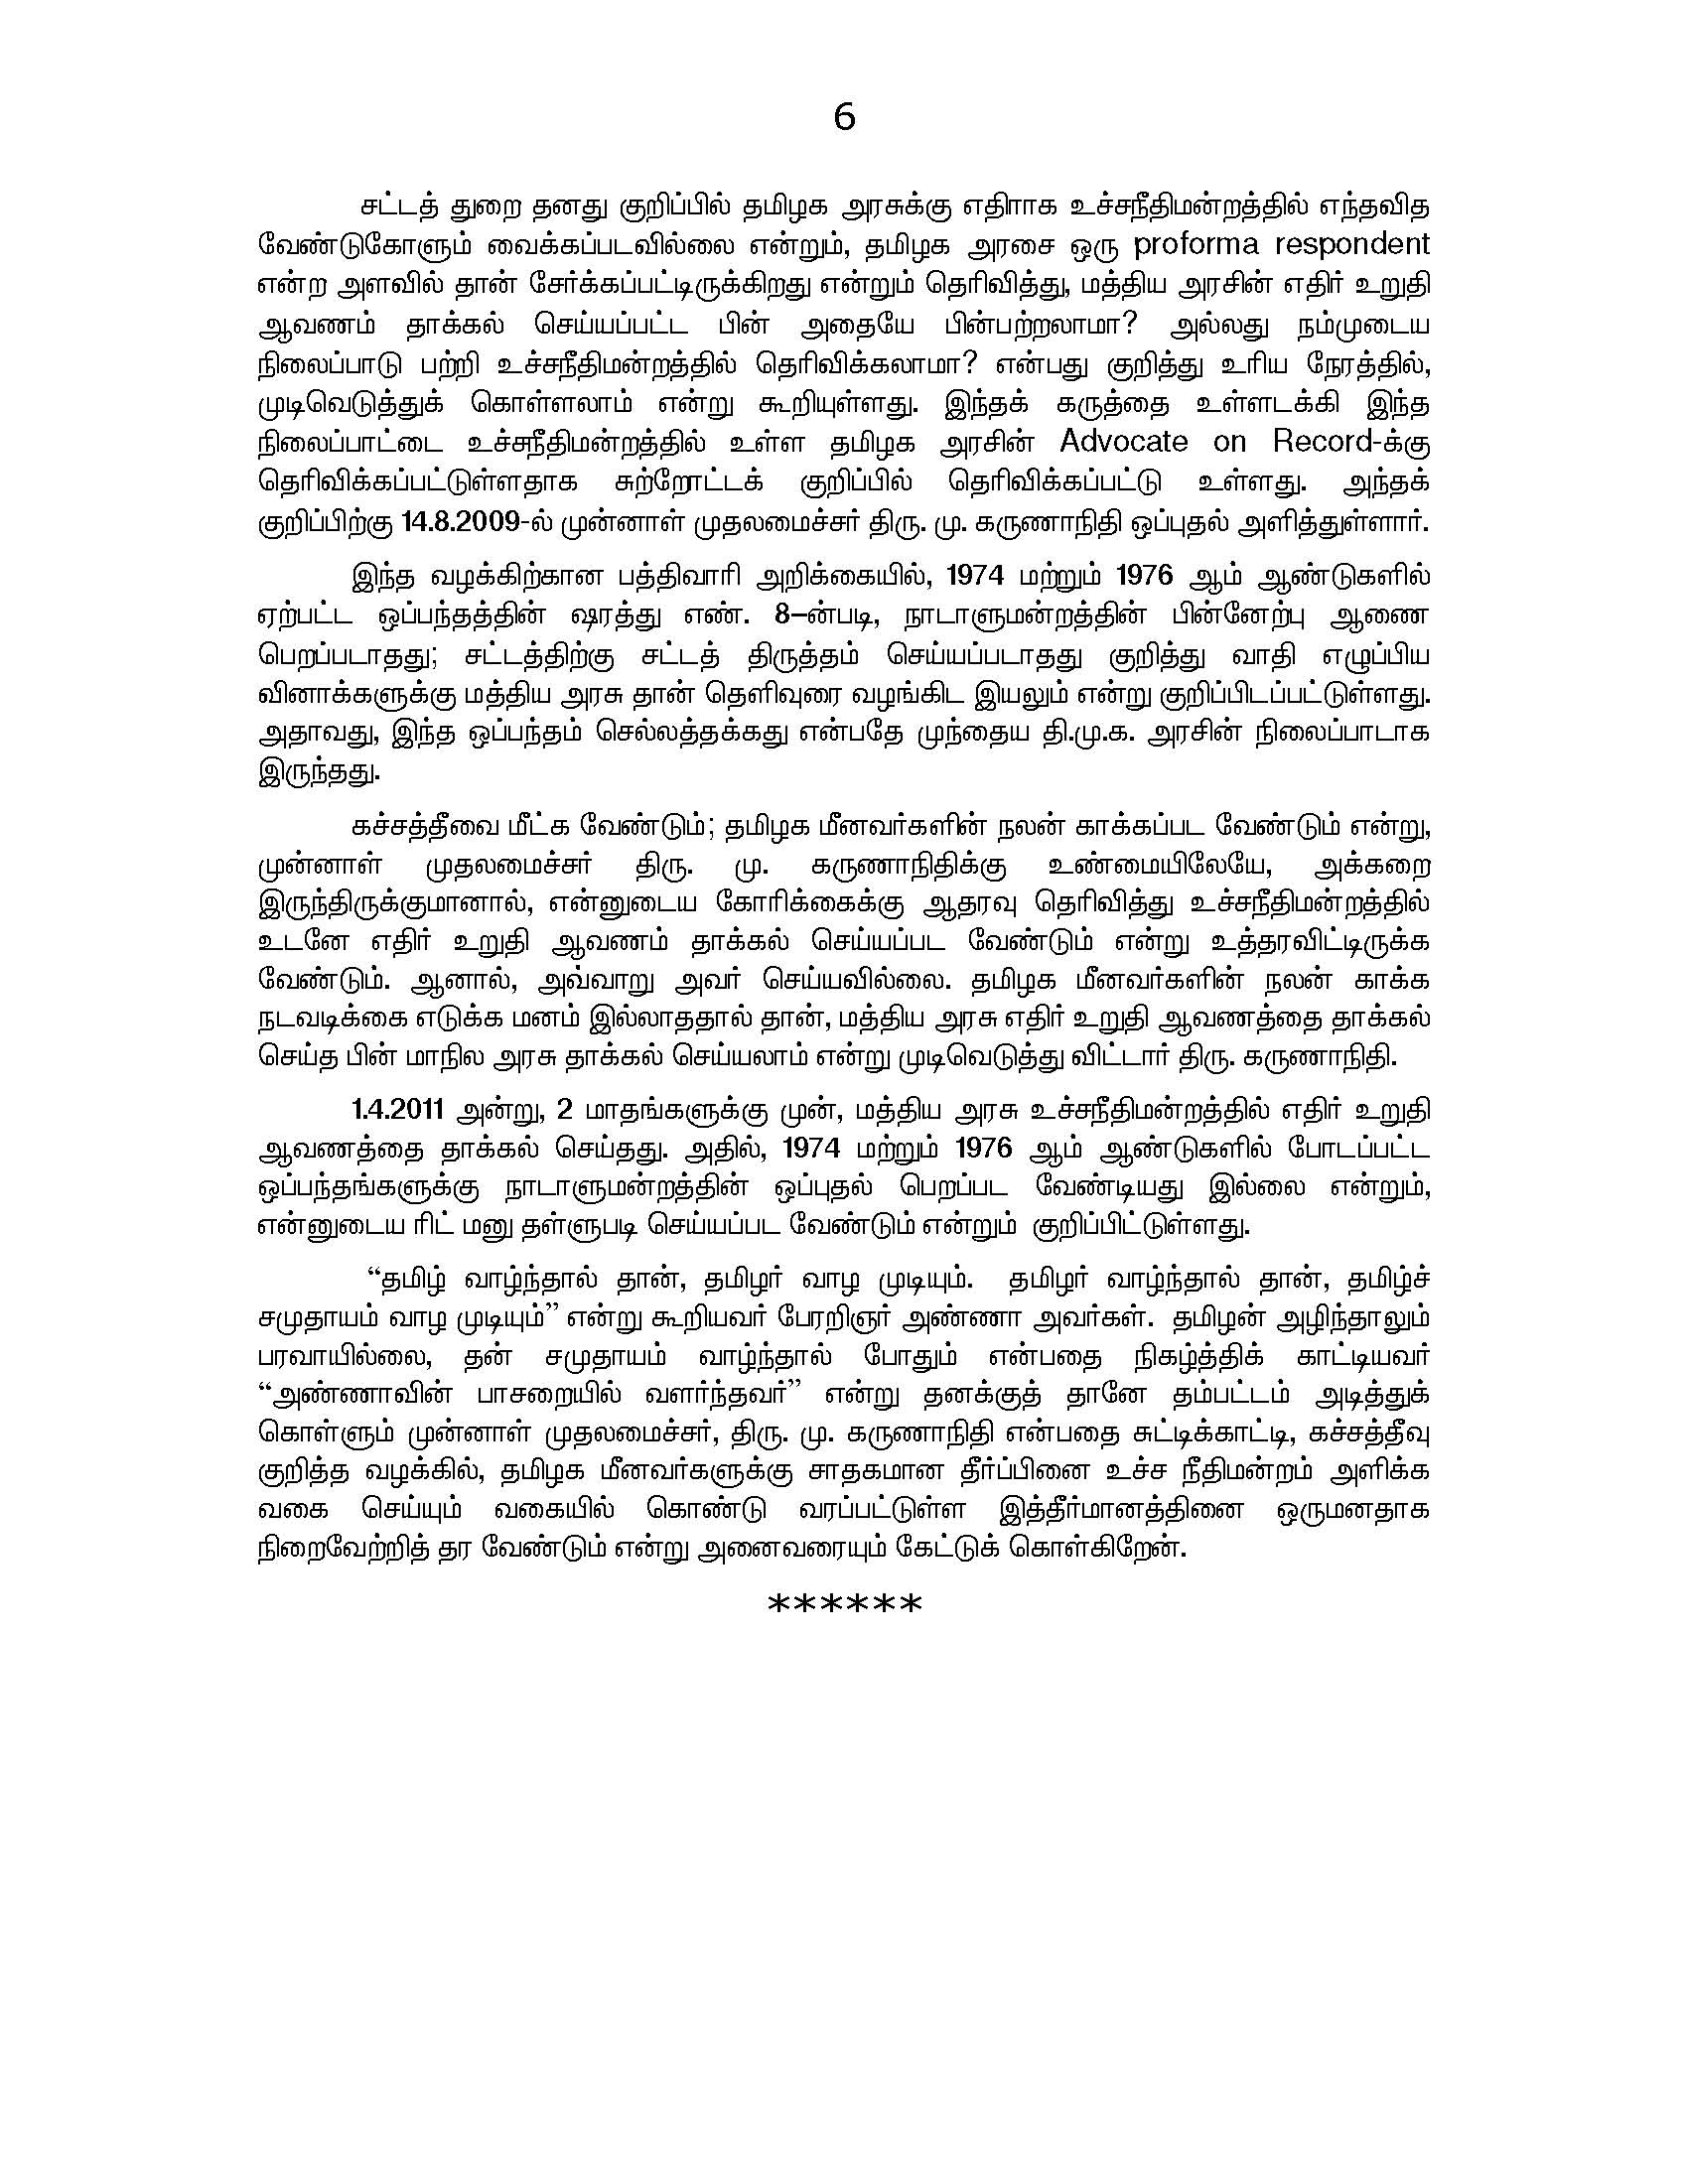 6
சட்டத் துறை தனது குறிப்பில் தமிழக அரசுக்கு எதிராக உச்சநீதிமன்றத்தில் எந்தவித
வேண்டுகோளும் வைக்கப்படவில்லை என்றும், தமிழக அரசை ஒரு proforma respondent
என்ற அளவில் தான் சேர்க்கப்பட்டிருக்கிறது என்றும் தெரிவித்து, மத்திய அரசின் எதிர் உறுதி
ஆவணம் தாக்கல் செய்யப்பட்ட பின் அதையே பின்பற்றலாமா? அல்லது நம்முடைய
நிலைப்பாடு பற்றி உச்சநீதிமன்றத்தில் தெரிவிக்கலாமா? என்பது குறித்து உரிய நேரத்தில்,
முடிவெடுத்துக் கொள்ளலாம் என்று கூறியுள்ளது. இந்தக் கருத்தை உள்ளடக்கி இந்த
நிலைப்பாட்டை உச்சநீதிமன்றத்தில் உள்ள தமிழக அரசின் Advocate on Record-க்கு
தெரிவிக்கப்பட்டுள்ளதாக சுற்றோட்டக் குறிப்பில் தெரிவிக்கப்பட்டு உள்ளது. அந்தக்
குறிப்பிற்கு 14.8.2009-ல் முன்னாள் முதலமைச்சர் திரு. மு. கருணாநிதி ஒப்புதல் அளித்துள்ளார்.
இந்த வழக்கிற்கான பத்திவாரி அறிக்கையில், 1974 மற்றும் 1976 ஆம் ஆண்டுகளில்
ஏற்பட்ட ஒப்பந்தத்தின் ஷரத்து எண். 8–ன்படி, நாடாளுமன்றத்தின் பின்னேற்பு ஆணை
பெறப்படாதது; சட்டத்திற்கு சட்டத் திருத்தம் செய்யப்படாதது குறித்து வாதி எழுப்பிய
வினாக்களுக்கு மத்திய அரசு தான் தெளிவுரை வழங்கிட இயலும் என்று குறிப்பிடப்பட்டுள்ளது.
அதாவது, இந்த ஒப்பந்தம் செல்லத்தக்கது என்பதே முந்தைய தி.மு.க. அரசின் நிலைப்பாடாக
இருந்தது.
கச்சத்தீவை மீட்க வேண்டும்; தமிழக மீனவர்களின் நலன் காக்கப்பட வேண்டும் என்று,
முன்னாள் முதலமைச்சர் திரு. மு. கருணாநிதிக்கு உண்மையிலேயே, அக்கறை
இருந்திருக்குமானால், என்னுடைய கோரிக்கைக்கு ஆதரவு தெரிவித்து உச்சநீதிமன்றத்தில்
உடனே எதிர் உறுதி ஆவணம் தாக்கல் செய்யப்பட வேண்டும் என்று உத்தரவிட்டிருக்க
வேண்டும். ஆனால், அவ்வாறு அவர் செய்யவில்லை. தமிழக மீனவர்களின் நலன் காக்க
நடவடிக்கை எடுக்க மனம் இல்லாததால் தான், மத்திய அரசு எதிர் உறுதி ஆவணத்தை தாக்கல்
செய்த பின் மாநில அரசு தாக்கல் செய்யலாம் என்று முடிவெடுத்து விட்டார் திரு. கருணாநிதி.
1.4.2011 அன்று, 2 மாதங்களுக்கு முன், மத்திய அரசு உச்சநீதிமன்றத்தில் எதிர் உறுதி
ஆவணத்தை தாக்கல் செய்தது. அதில், 1974 மற்றும் 1976 ஆம் ஆண்டுகளில் போடப்பட்ட
ஒப்பந்தங்களுக்கு நாடாளுமன்றத்தின் ஒப்புதல் பெறப்பட வேண்டியது இல்லை என்றும்,
என்னுடைய ரிட் மனு தள்ளுபடி செய்யப்பட வேண்டும் என்றும் குறிப்பிட்டுள்ளது.
“தமிழ் வாழ்ந்தால் தான், தமிழர் வாழ முடியும். தமிழர் வாழ்ந்தால் தான், தமிழ்ச்
சமுதாயம் வாழ முடியும்” என்று கூறியவர் பேரறிஞர் அண்ணா அவர்கள். தமிழன் அழிந்தாலும்
பரவாயில்லை, தன் சமுதாயம் வாழ்ந்தால் போதும் என்பதை நிகழ்த்திக் காட்டியவர்
“அண்ணாவின் பாசறையில் வளர்ந்தவர்” என்று தனக்குத் தானே தம்பட்டம் அடித்துக்
கொள்ளும் முன்னாள் முதலமைச்சர், திரு. மு. கருணாநிதி என்பதை சுட்டிக்காட்டி, கச்சத்தீவு
குறித்த வழக்கில், தமிழக மீனவர்களுக்கு சாதகமான தீர்ப்பினை உச்ச நீதிமன்றம் அளிக்க
வகை செய்யும் வகையில் கொண்டு வரப்பட்டுள்ள இத்தீர்மானத்தினை ஒருமனதாக
நிறைவேற்றித் தர வேண்டும் என்று அனைவரையும் கேட்டுக் கொள்கிறேன்.
******